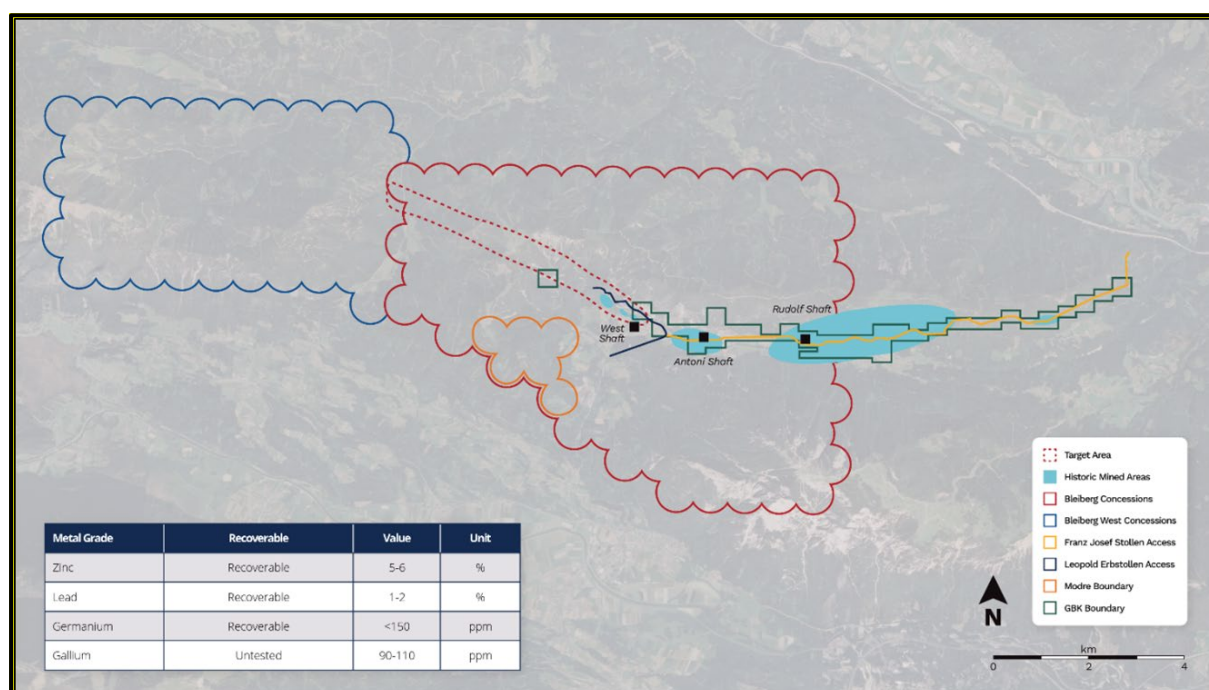 Rudolf Shaft
West
Shaft
Antoni Shaft
Target Area
Historic Mined Areas
Bleiberg Concessions
Bleiberg West Concessions
Franz Josef Stollen Access
Leopold Erbstollen Access
Modre Boundary
GBK Boundary
Metal Grade Recoverable Value Unit
Zinc Recoverable 5-6 %
Lead Recoverable 1-2 %
Germanium Recoverable <150 ppm
Gallium Untested 90-110 ppm
N
km
0 2 4